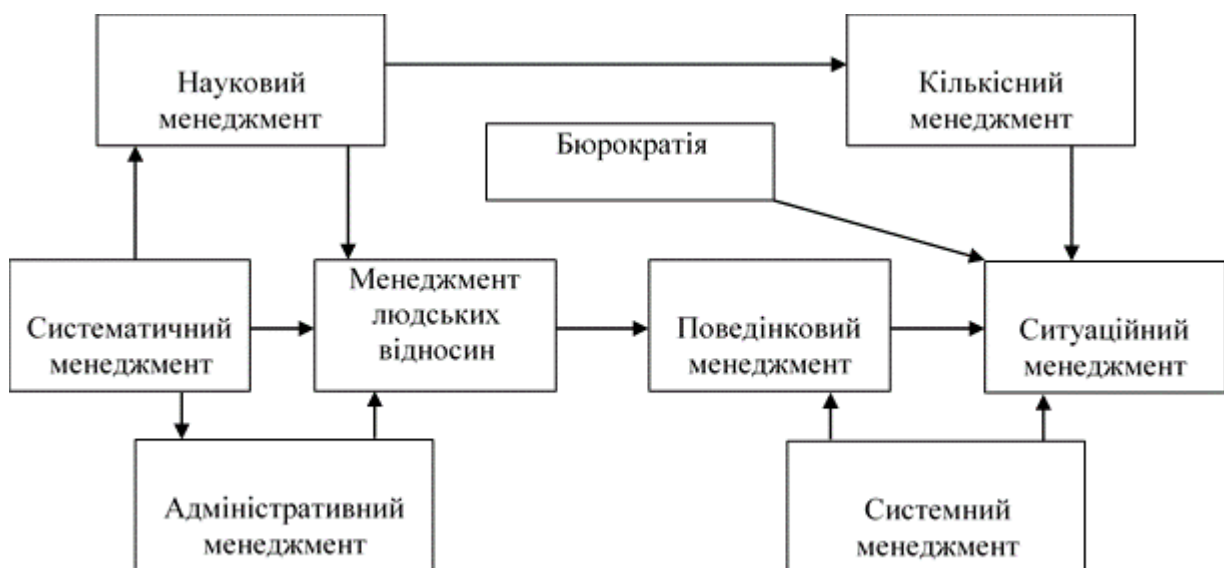 Науковий
менеджмент
Кількісний
менеджмент
Бюрократія
Систематичний
менеджмент
Менеджмент
людських
відносин
Поведінковий
менеджмент
Ситуаційний
менеджмент
Адміністративний
менеджмент
Системний
менеджмент